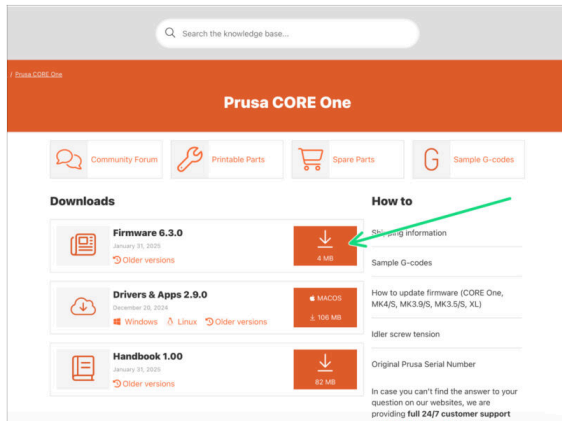 Search the knowledge base...
/ Prusa CORE One
Prusa CORE One
Community Forum
Printable Parts
Spare Parts
G
Sample G-codes
Downloads
Firmware 6.3.0
January 31, 2025
Older versions
4 MB
Drivers & Apps 2.9.0
December 20, 2024
Windows
Linux
Older versions
MACOS
106 MB
Handbook 1.00
January 31, 2025
Older versions
82 MB
How to
Shipping information
Sample G-codes
How to update firmware (CORE One,
MK4/S, MK3.9/S, MK3.5/S, XL)
Idler screw tension
Original Prusa Serial Number
In case you can't find the answer to your
question on our websites, we are
providing full 24/7 customer support